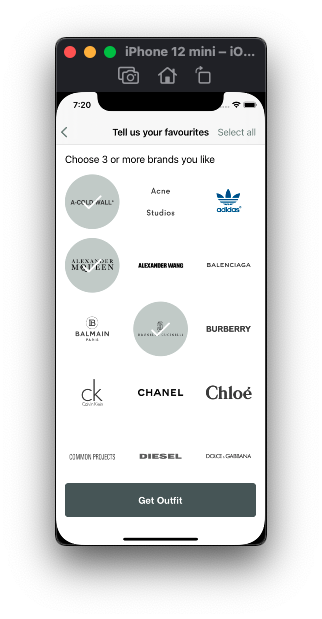 iPhone 12 mini – iO...
7:20
Tell us your favourites
Select all
Choose 3 or more brands you like
A-COLD-WALL*
Acne
Studios
adidas
ALEXANDER
McQUEEN
ALEXANDER WANG
BALENCIAGA
B
BALMAIN
PARIS
BRUNELLO CUCINELLI
BURBERRY
ck
Calvin Klein
CHANEL
Chloé
COMMON PROJECTS
DIESEL
DOLCE & GABBANA
Get Outfit